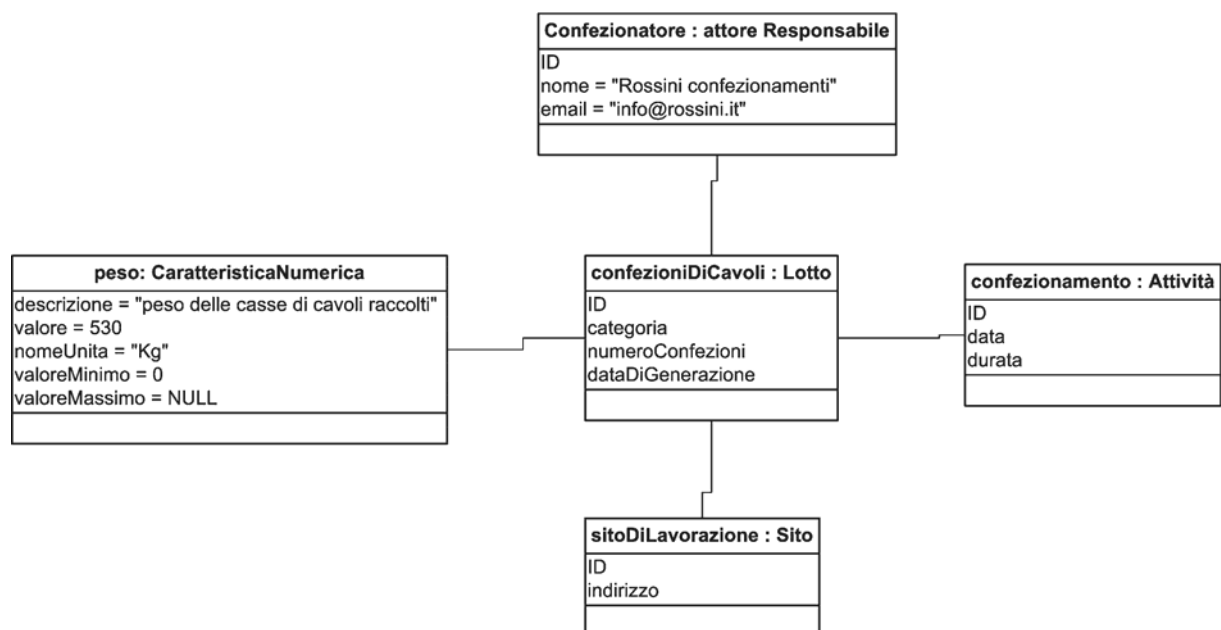 Confezionatore : attore Responsabile
ID
nome = "Rossini confezionamenti"
email = "info@rossini.it"
peso: CaratteristicaNumerica
descrizione = "peso delle casse di cavoli raccolti"
valore = 530
nomeUnita = "Kg"
valoreMinimo = 0
valoreMassimo = NULL
confezioniDiCavoli : Lotto
ID
categoria
numeroConfezioni
dataDiGenerazione
confezionamento : Attività
ID
data
durata
sitoDiLavorazione : Sito
ID
indirizzo